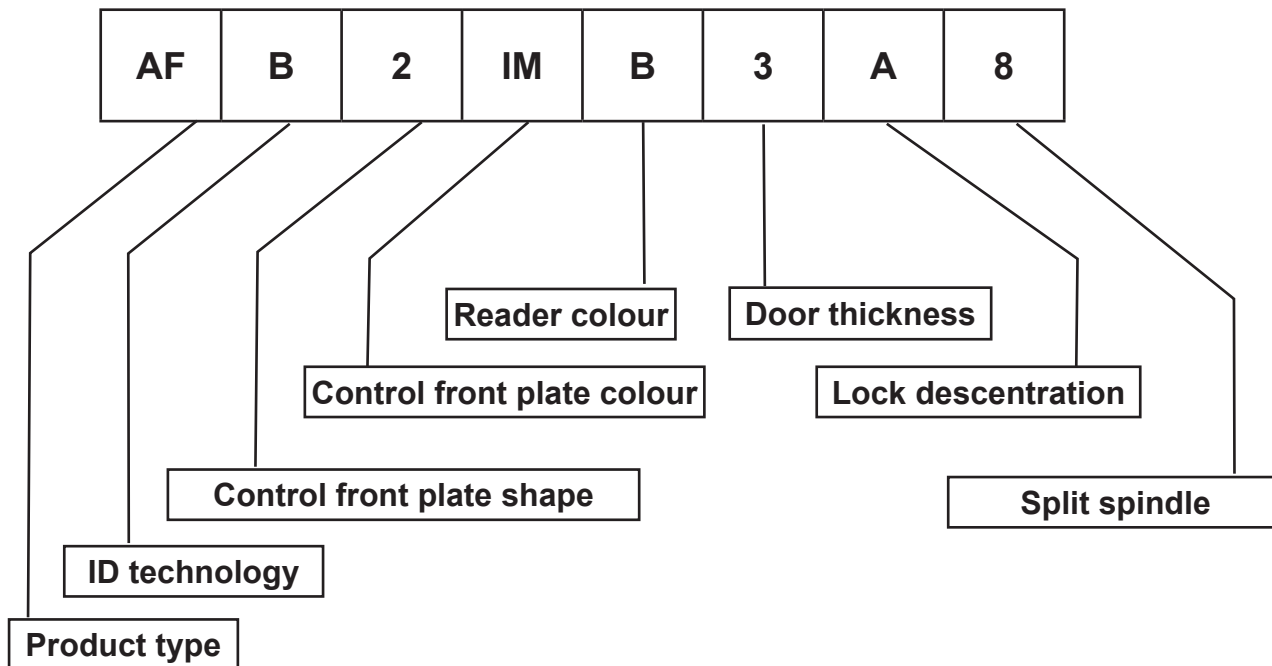 AF B 2 IM B 3 A 8
Reader colour
Door thickness
Control front plate colour
Lock descentration
Control front plate shape
Split spindle
ID technology
Product type